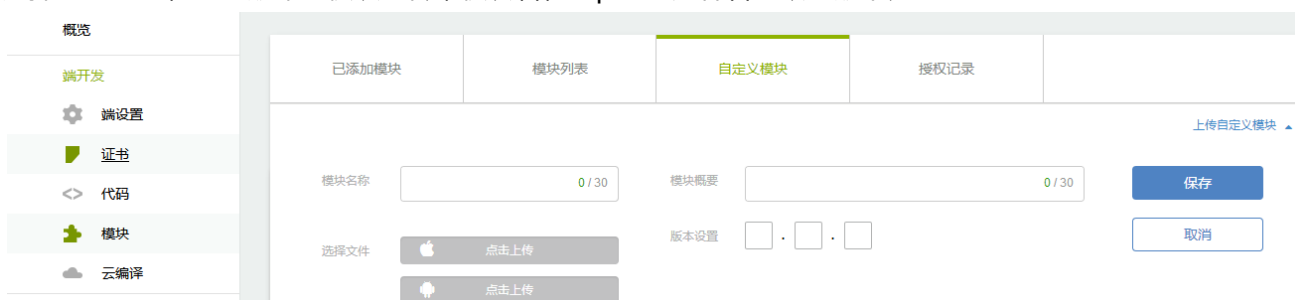 概览
端开发
端设置
证书
代码
模块
云编译
已添加模块 模块列表 自定义模块 授权记录
上传自定义模块
模块名称 0 / 30 模块概要 0 / 30 保存
选择文件 点击上传 版本设置 . . 取消
点击上传